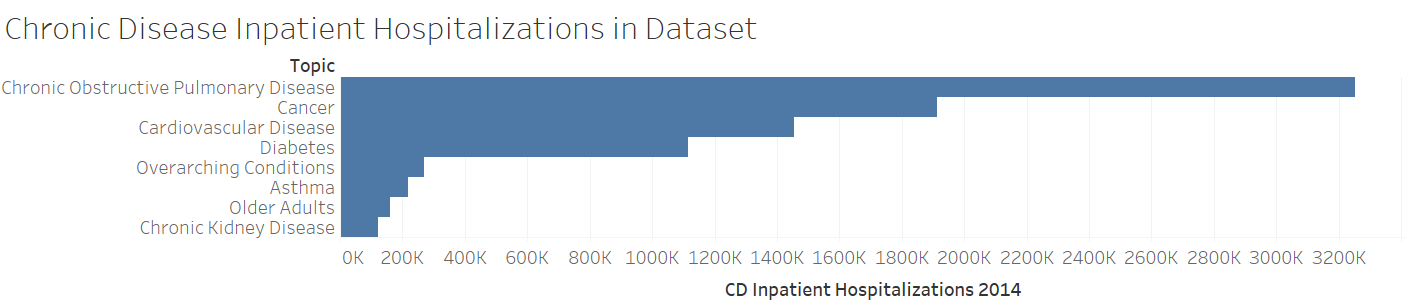 Chronic Disease Inpatient Hospitalizations in Dataset
Topic
Chronic Obstructive Pulmonary Disease
Cancer
Cardiovascular Disease
Diabetes
Overarching Conditions
Asthma
Older Adults
Chronic Kidney Disease
0K 200K 400K 600K 800K 1000K 1200K 1400K 1600K 1800K 2000K 2200K 2400K 2600K 2800K 3000K 3200K
CD Inpatient Hospitalizations 2014